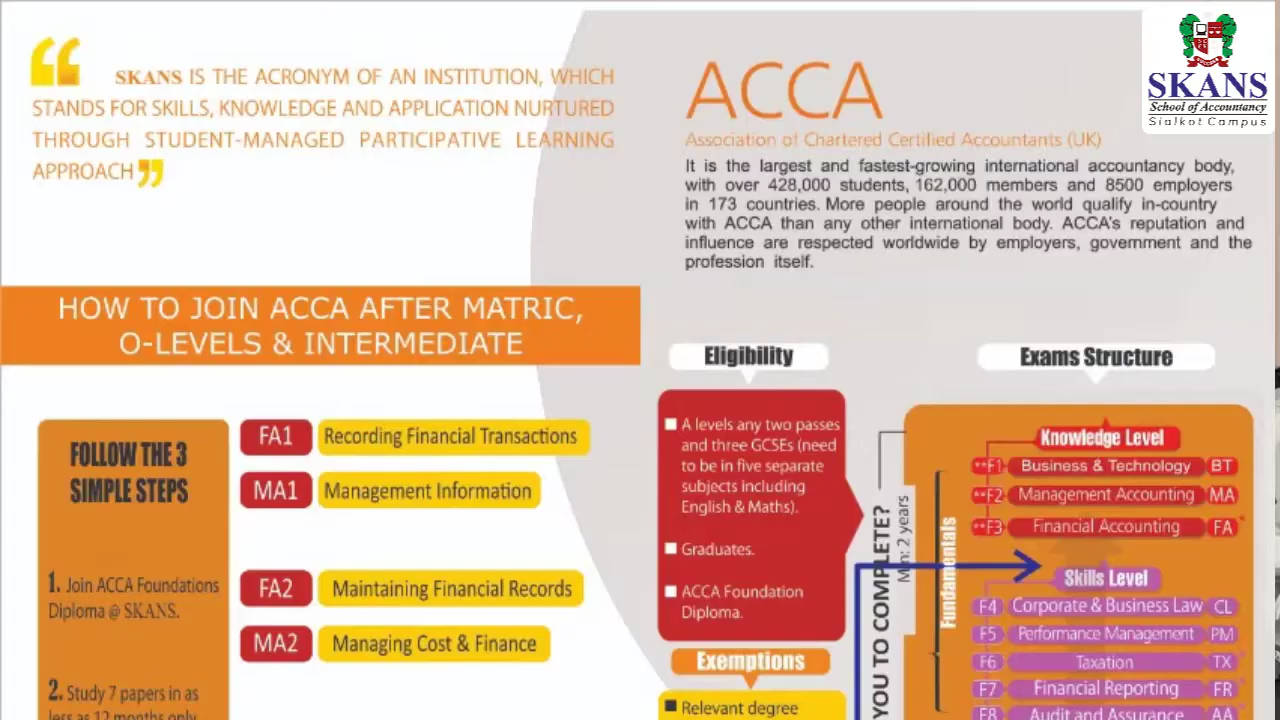 SKANS IS THE ACRONYM OF AN INSTITUTION, WHICH
STANDS FOR SKILLS, KNOWLEDGE AND APPLICATION NURTURED
THROUGH STUDENT-MANAGED PARTICIPATIVE LEARNING
APPROACH
HOW TO JOIN ACCA AFTER MATRIC,
O-LEVELS & INTERMEDIATE
FOLLOW THE 3
SIMPLE STEPS
1. Join ACCA Foundations
Diploma @ SKANS.
2. Study 7 papers in as
less as 12 months only
FA1 Recording Financial Transactions
MA1 Management Information
FA2 Maintaining Financial Records
MA2 Managing Cost & Finance
ACCA
Association of Chartered Certified Accountants (UK)
It is the largest and fastest-growing international accountancy body,
with over 428,000 students, 162,000 members and 8500 employers
in 173 countries. More people around the world qualify in-country
with ACCA than any other international body. ACCA's reputation and
influence are respected worldwide by employers, government and the
profession itself.
SKANS
School of Accountancy
Sialkot Campus
Eligibility
A levels any two passes
and three GCSEs (need
to be in five separate
subjects including
English & Maths).
Graduates.
ACCA Foundation
Diploma.
Exemptions
Relevant degree
YOU TO COMPLETE?
Min: 2 years
Exams Structure
Fundamentals
Knowledge Level
**F1 Business & Technology BT
**F2 Management Accounting MA
**F3 Financial Accounting FA*
Skills Level
F4 Corporate & Business Law CL
F5 Performance Management PM
F6 Taxation TX
F7 Financial Reporting FR
F8 Audit and Assurance AA